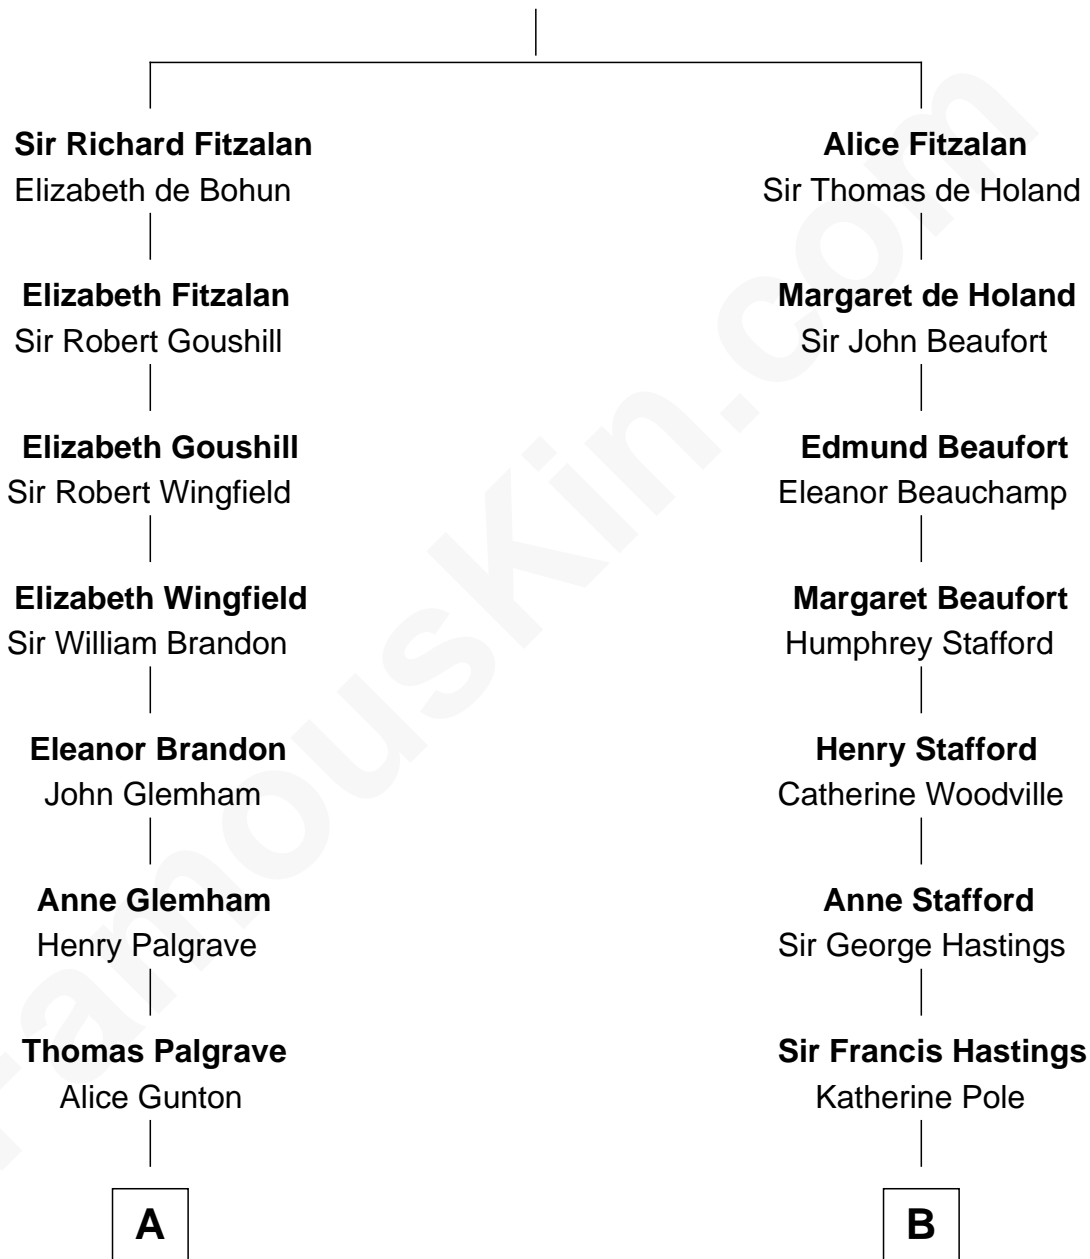 Sir Richard Fitzalan
Elizabeth de Bohun
Elizabeth Fitzalan
Sir Robert Goushill
Elizabeth Goushill
Sir Robert Wingfield
Elizabeth Wingfield
Sir William Brandon
Eleanor Brandon
John Glemham
Anne Glemham
Henry Palgrave
Thomas Palgrave
Alice Gunton
A
Alice Fitzalan
Sir Thomas de Holand
Margaret de Holand
Sir John Beaufort
Edmund Beaufort
Eleanor Beauchamp
Margaret Beaufort
Humphrey Stafford
Henry Stafford
Catherine Woodville
Anne Stafford
Sir George Hastings
Sir Francis Hastings
Katherine Pole
B
FamousKin.com